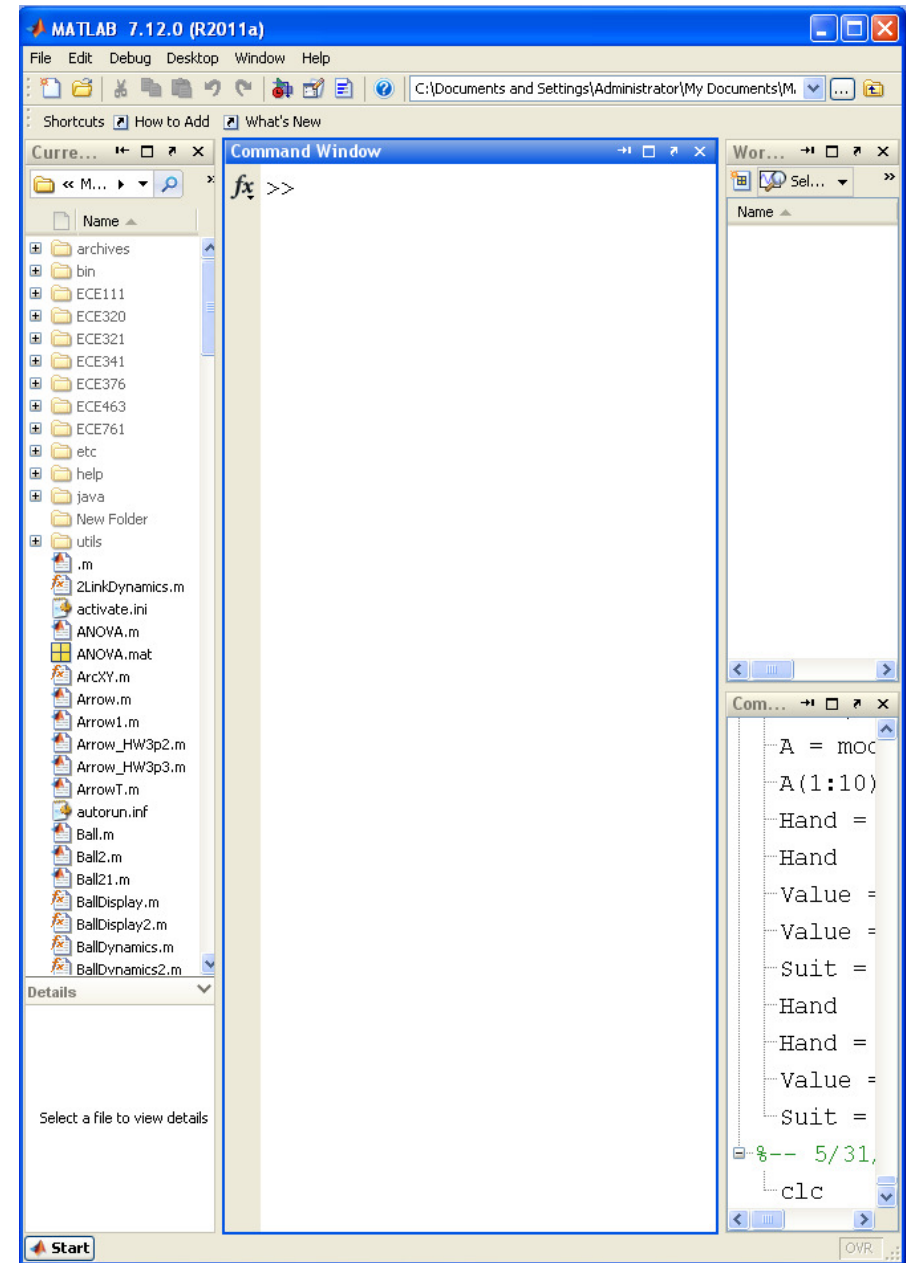 MATLAB 7.12.0 (R2011a)
File Edit Debug Desktop Window Help
C:\Documents and Settings\Administrator\My Documents\M
Shortcuts How to Add What's New
Curre...
« M...
Name
archives
bin
ECE111
ECE320
ECE321
ECE341
ECE376
ECE463
ECE761
etc
help
java
New Folder
utils
.m
2LinkDynamics.m
activate.ini
ANOVA.m
ANOVA.mat
ArcXY.m
Arrow.m
Arrow1.m
Arrow_HW3p2.m
Arrow_HW3p3.m
ArrowT.m
autorun.inf
Ball.m
Ball2.m
Ball21.m
BallDisplay.m
BallDisplay2.m
BallDynamics.m
BallDynamics2.m
Details
Select a file to view details
Command Window
fx >>
Wor...
Sel...
Name
Com...
A = mod
A(1:10)
Hand =
Hand
Value =
Value =
Suit =
Hand
Hand =
Value =
Suit =
%-- 5/31/
clc
Start
OVR